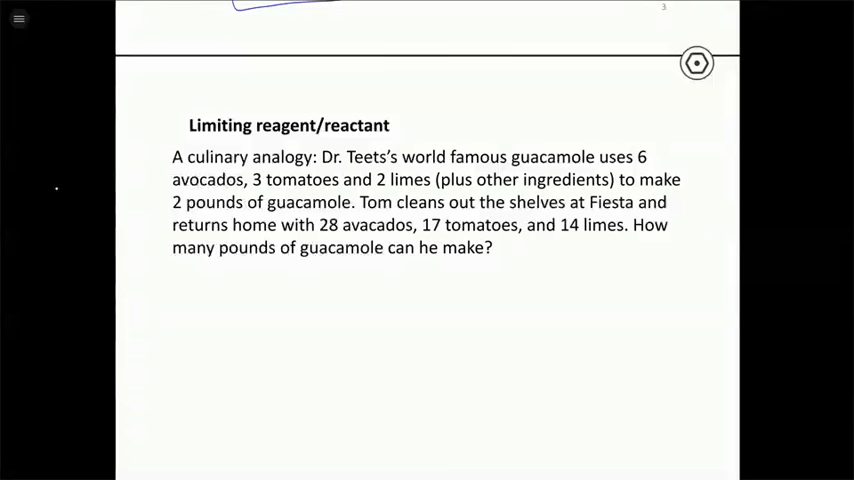 3
Limiting reagent/reactant
A culinary analogy: Dr. Teets's world famous guacamole uses 6
avocados, 3 tomatoes and 2 limes (plus other ingredients) to make
2 pounds of guacamole. Tom cleans out the shelves at Fiesta and
returns home with 28 avacados, 17 tomatoes, and 14 limes. How
many pounds of guacamole can he make?